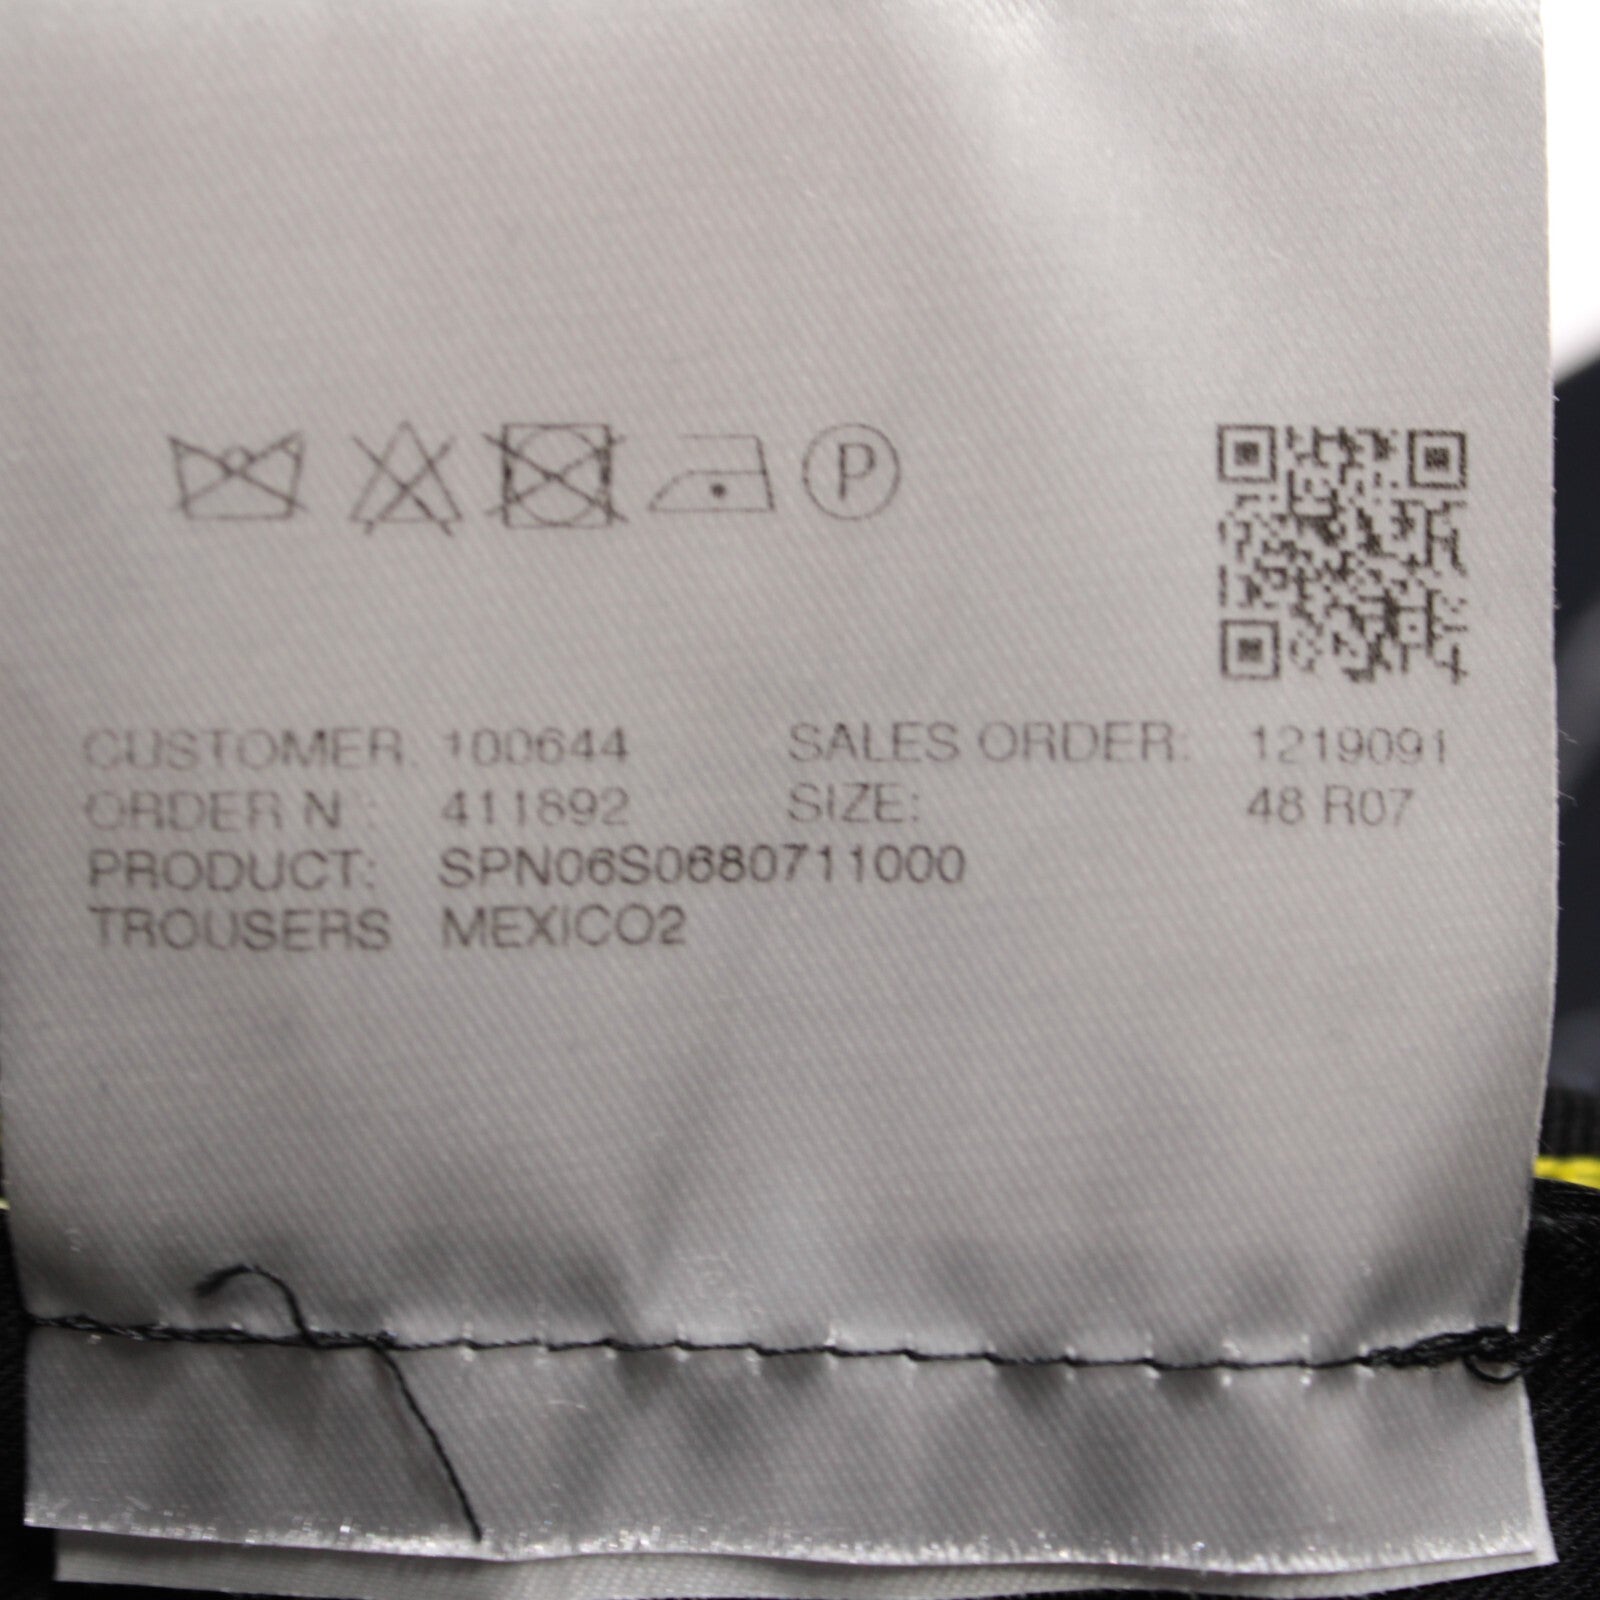 P
CUSTOMER. 100644 SALES ORDER: 1219091
ORDER N : 411892 SIZE: 48 R07
PRODUCT: SPN06S0680711000
TROUSERS MEXICO2